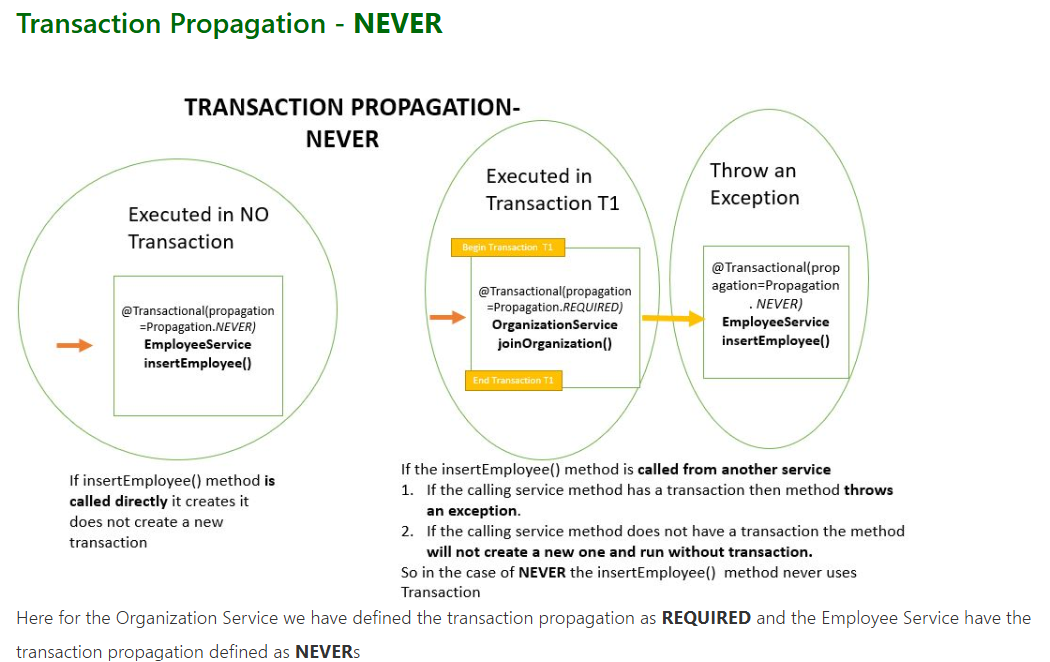 Transaction Propagation - NEVER
TRANSACTION PROPAGATION-
NEVER
Executed in NO
Transaction
@Transactional(propagation
=Propagation.NEVER)
EmployeeService
insertEmployee()
If insertEmployee() method is
called directly it creates it
does not create a new
transaction
Executed in
Transaction T1
Begin Transaction T1
@Transactional(propagation
=Propagation.REQUIRED)
OrganizationService
joinOrganization()
End Transaction T1
Throw an
Exception
@Transactional(prop
agation=Propagation
. NEVER)
EmployeeService
insertEmployee()
If the insertEmployee() method is called from another service
1. If the calling service method has a transaction then method throws
an exception.
2. If the calling service method does not have a transaction the method
will not create a new one and run without transaction.
So in the case of NEVER the insertEmployee() method never uses
Transaction
Here for the Organization Service we have defined the transaction propagation as REQUIRED and the Employee Service have the
transaction propagation defined as NEVERs